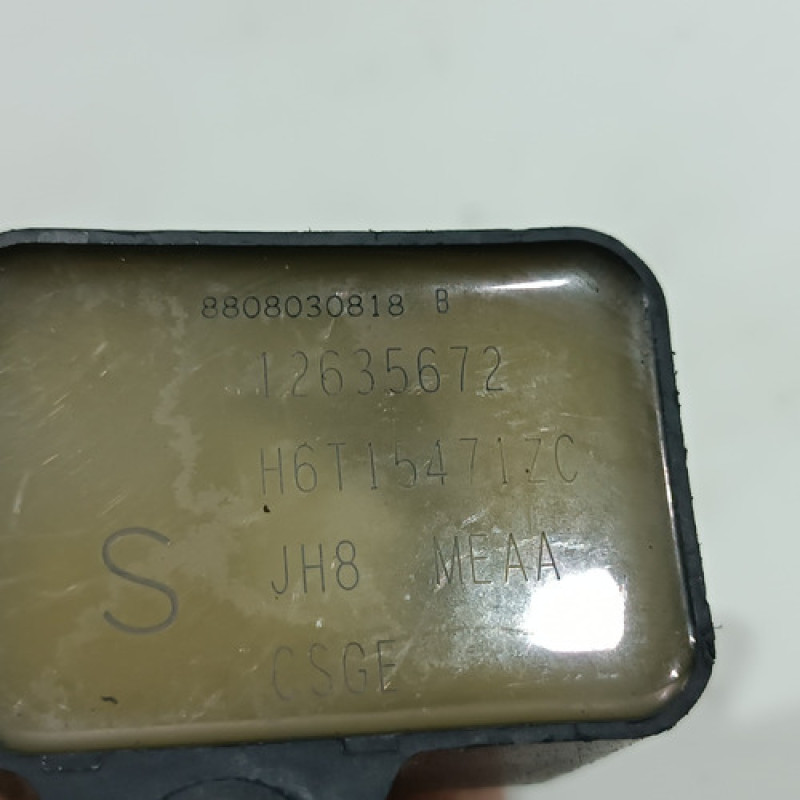 8808030818 B
12635672
H6T15471ZC
S JH8 MEAA
CSGE